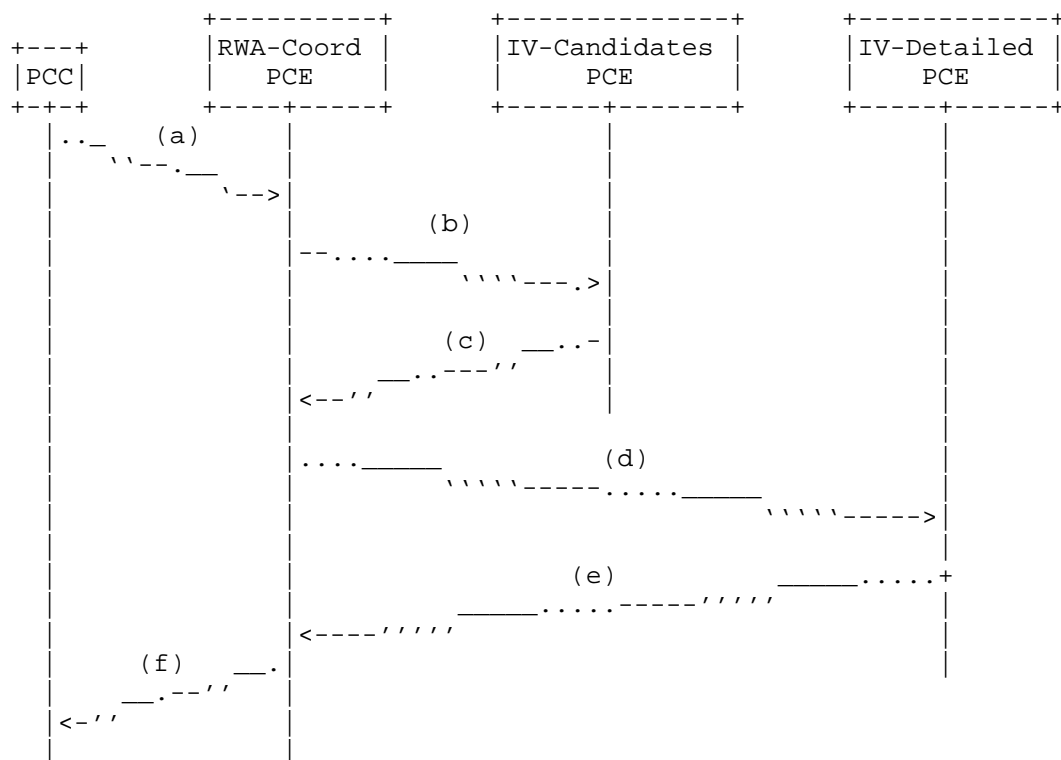 RWA-Coord IV-Candidates IV-Detailed
PCC PCE PCE PCE
(a)
(b)
(c)
(d)
(e)
(f)